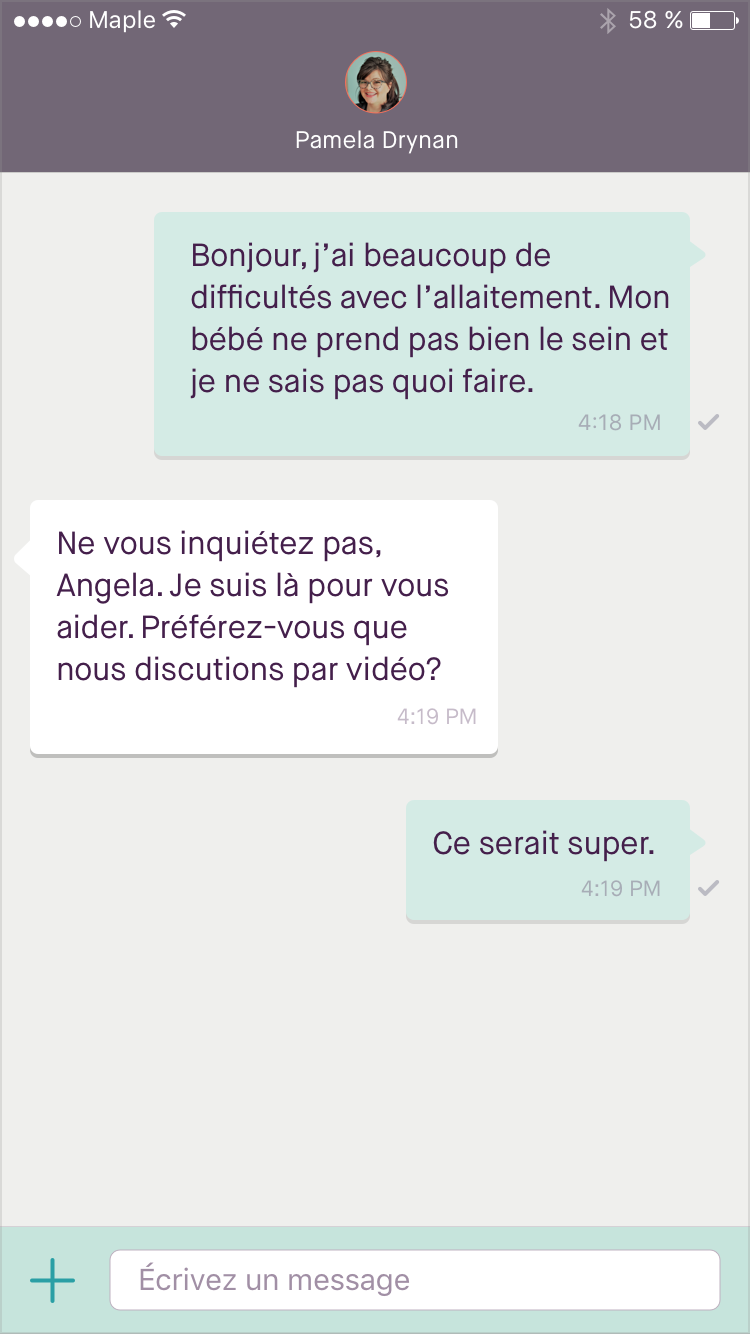 Maple 58 %
Pamela Drynan
Bonjour, j’ai beaucoup de
difficultés avec l’allaitement. Mon
bébé ne prend pas bien le sein et
je ne sais pas quoi faire.
4:18 PM
Ne vous inquiétez pas,
Angela. Je suis là pour vous
aider. Préférez-vous que
nous discutions par vidéo?
4:19 PM
Ce serait super.
4:19 PM
Écrivez un message